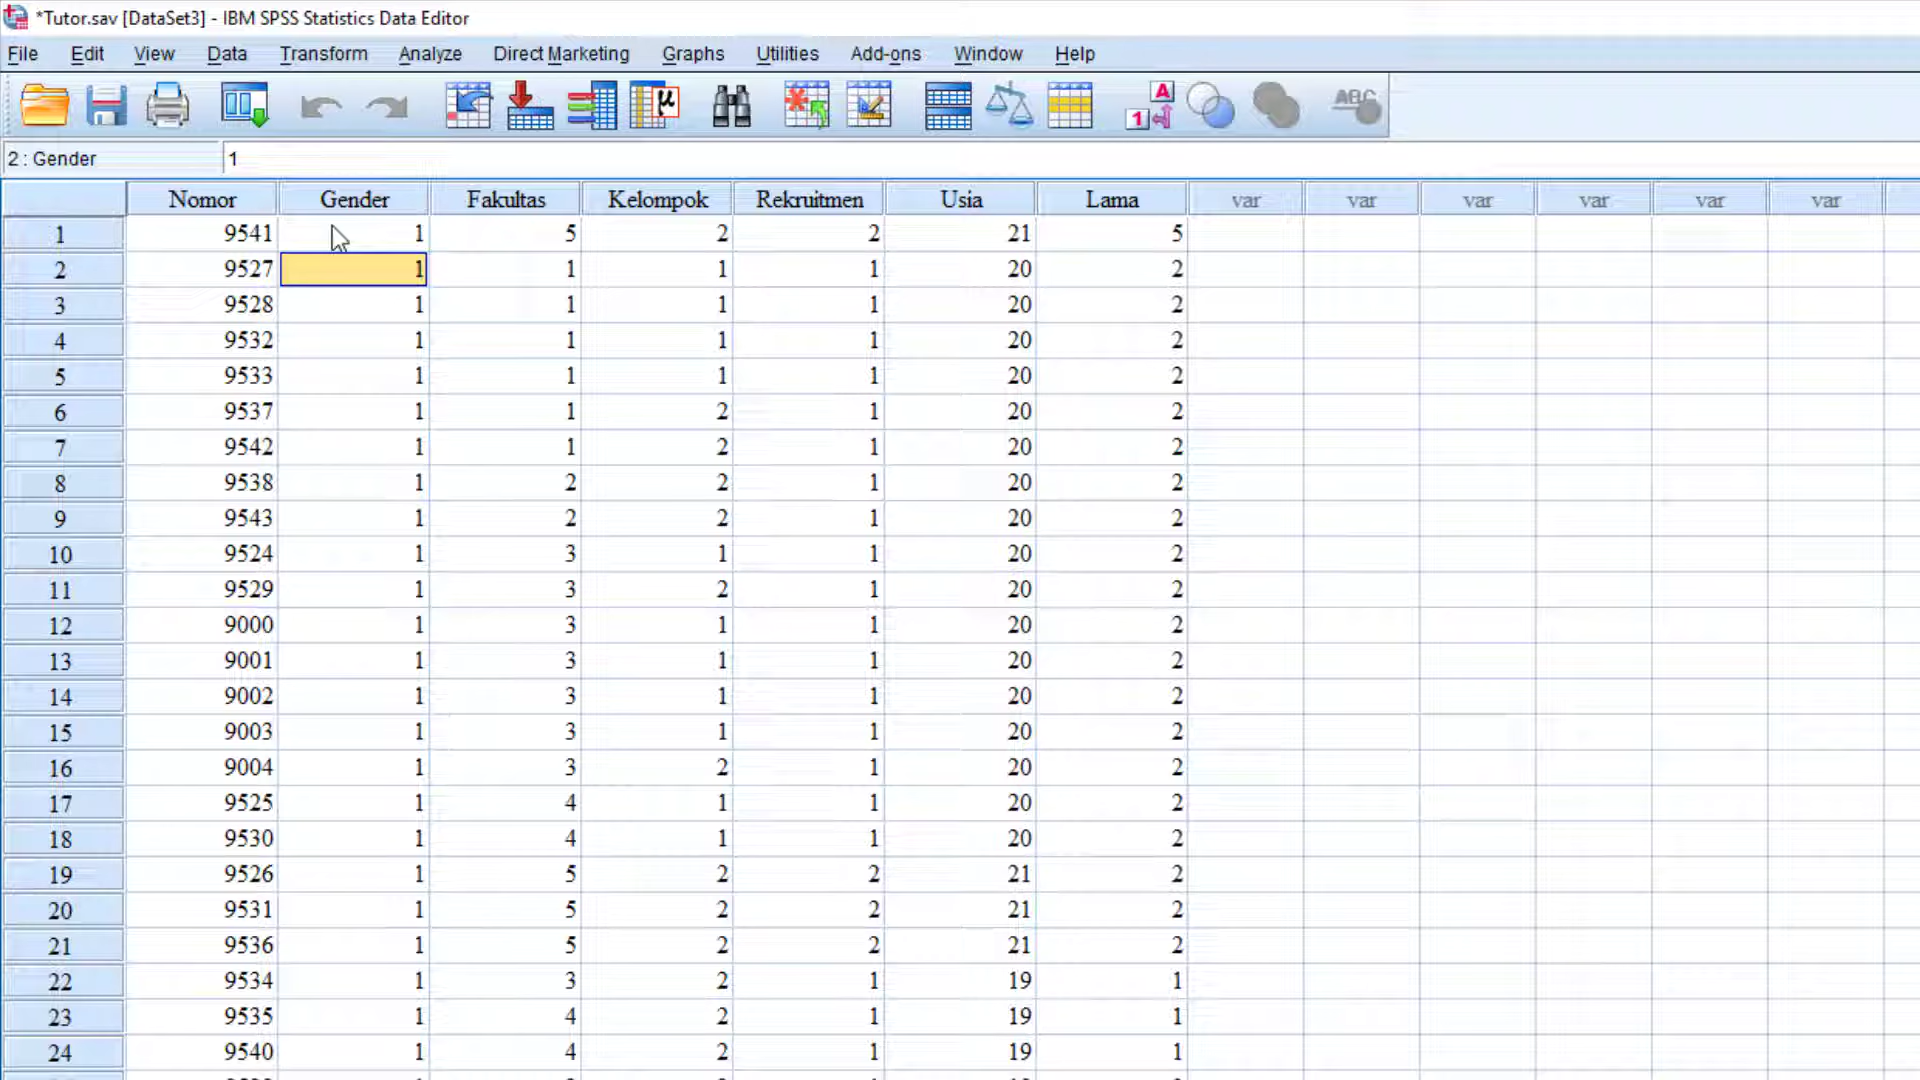 *Tutor.sav [DataSet3] - IBM SPSS Statistics Data Editor
File Edit View Data Transform Analyze Direct Marketing Graphs Utilities Add-ons Window Help
μ A 1 ABC
2 : Gender 1
Nomor Gender Fakultas Kelompok Rekruitmen Usia Lama var var var var var var
1 9541 1 5 2 2 21 5
2 9527 1 1 1 1 20 2
3 9528 1 1 1 1 20 2
4 9532 1 1 1 1 20 2
5 9533 1 1 1 1 20 2
6 9537 1 1 2 1 20 2
7 9542 1 1 2 1 20 2
8 9538 1 2 2 1 20 2
9 9543 1 2 2 1 20 2
10 9524 1 3 1 1 20 2
11 9529 1 3 2 1 20 2
12 9000 1 3 1 1 20 2
13 9001 1 3 1 1 20 2
14 9002 1 3 1 1 20 2
15 9003 1 3 1 1 20 2
16 9004 1 3 2 1 20 2
17 9525 1 4 1 1 20 2
18 9530 1 4 1 1 20 2
19 9526 1 5 2 2 21 2
20 9531 1 5 2 2 21 2
21 9536 1 5 2 2 21 2
22 9534 1 3 2 1 19 1
23 9535 1 4 2 1 19 1
24 9540 1 4 2 1 19 1